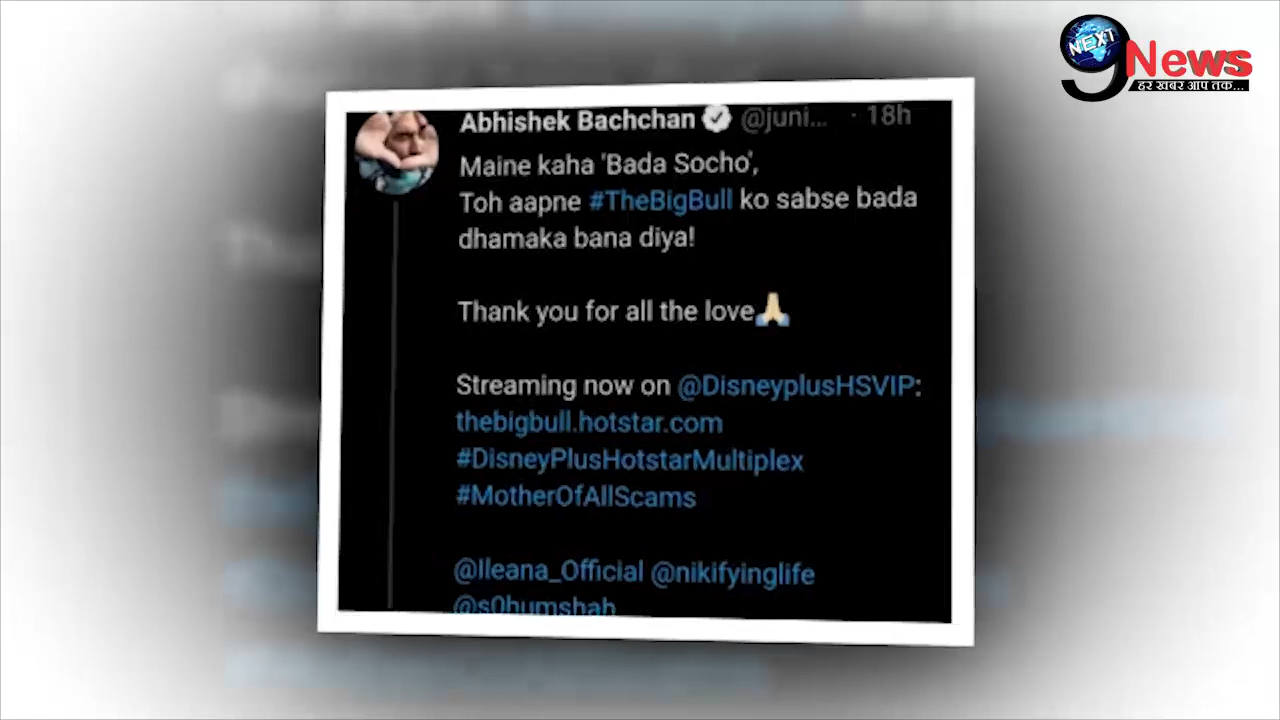 9 NEXT News
हर ख़बर आप तक...
Abhishek Bachchan @juni... · 18h
Maine kaha 'Bada Socho',
Toh aapne #TheBigBull ko sabse bada
dhamaka bana diya!
Thank you for all the love🙏🏼
Streaming now on @DisneyplusHSVIP:
thebigbull.hotstar.com
#DisneyPlusHotstarMultiplex
#MotherOfAllScams
@Ileana_Official @nikifyinglife
@s0humshah